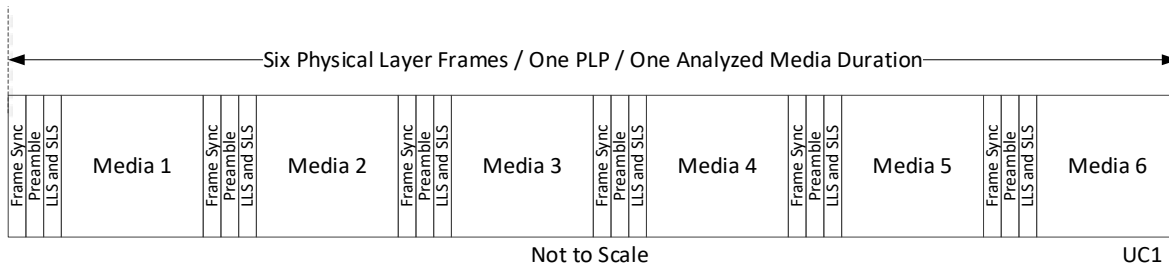 Six Physical Layer Frames / One PLP / One Analyzed Media Duration
Frame Sync
Preamble
LLS and SLS
Media 1
Frame Sync
Preamble
LLS and SLS
Media 2
Frame Sync
Preamble
LLS and SLS
Media 3
Frame Sync
Preamble
LLS and SLS
Media 4
Frame Sync
Preamble
LLS and SLS
Media 5
Frame Sync
Preamble
LLS and SLS
Media 6
Not to Scale
UC1